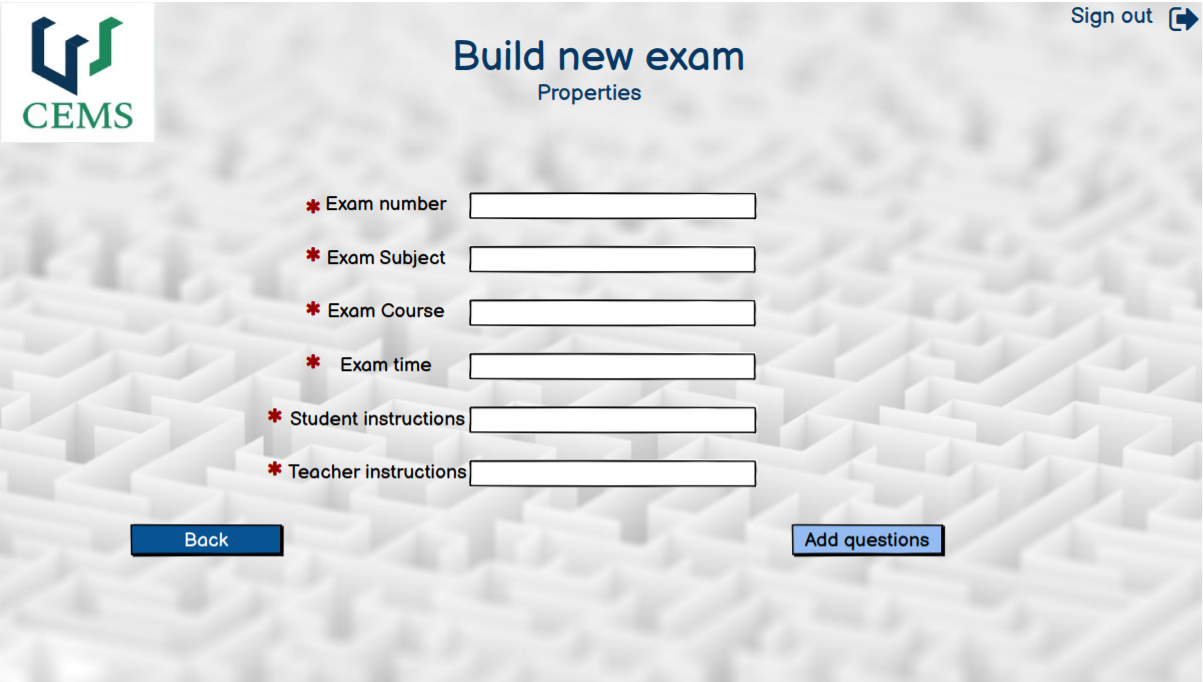 Sign out
CEMS
Build new exam
Properties
* Exam number
* Exam Subject
* Exam Course
* Exam time
* Student instructions
* Teacher instructions
Back
Add questions